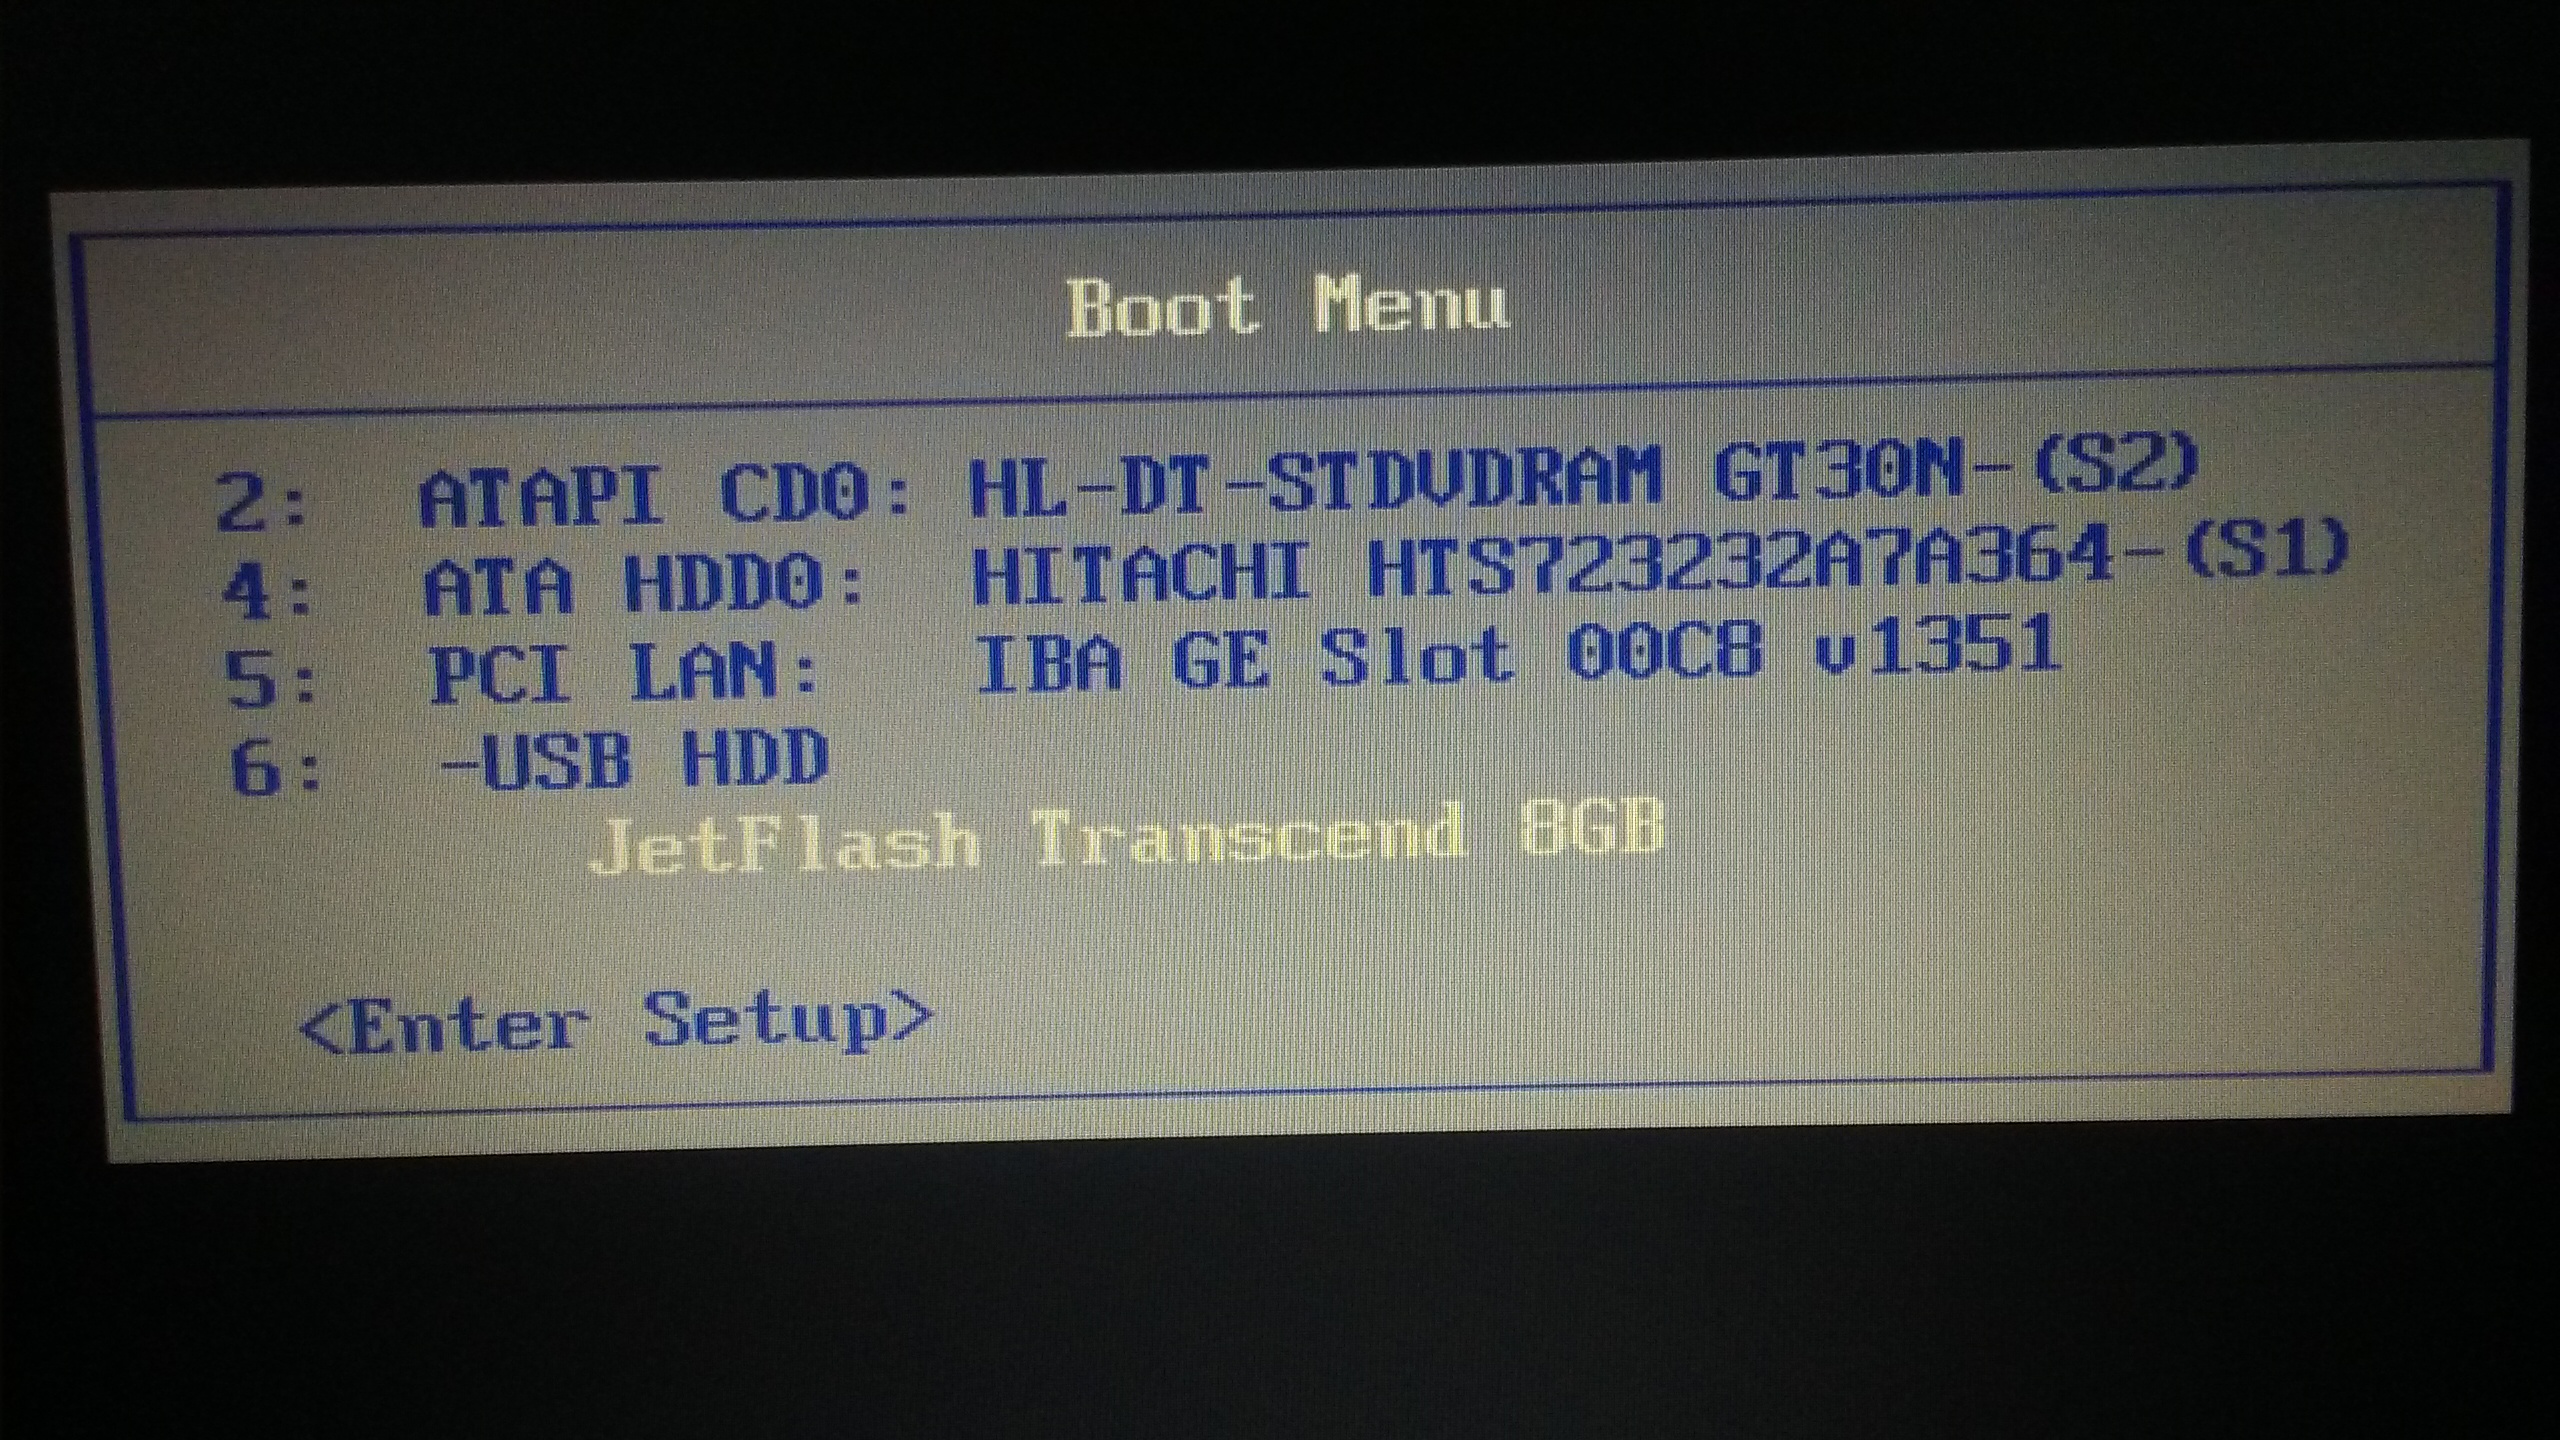 Boot Menu
2: ATAPI CD0: HL-DT-STDVDRAM GT30N-(S2)
4: ATA HDD0: HITACHI HTS723232A7A364-(S1)
5: PCI LAN: IBA GE Slot 00C8 v1351
6: -USB HDD
JetFlash Transcend 8GB
<Enter Setup>